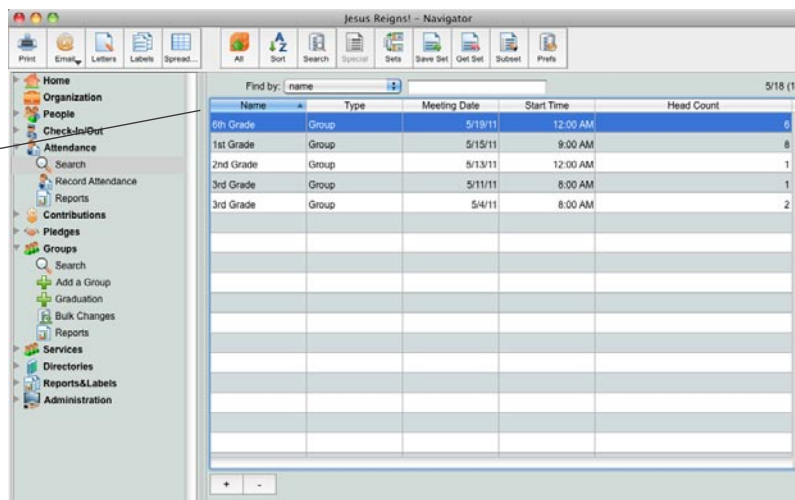 Jesus Reigns! - Navigator
Print Email Letters Labels Spread... All Sort Search Special Sets Save Set Get Set Subset Prefs
Home
Organization
People
Check-In/Out
Attendance
Search
Record Attendance
Reports
Contributions
Pledges
Groups
Search
Add a Group
Graduation
Bulk Changes
Reports
Services
Directories
Reports&Labels
Administration
Find by: name 5/18 (1
Name Type Meeting Date Start Time Head Count
6th Grade Group 5/19/11 12:00 AM 6
1st Grade Group 5/15/11 9:00 AM 8
2nd Grade Group 5/13/11 12:00 AM 1
3rd Grade Group 5/11/11 8:00 AM 1
3rd Grade Group 5/4/11 8:00 AM 2
+ -